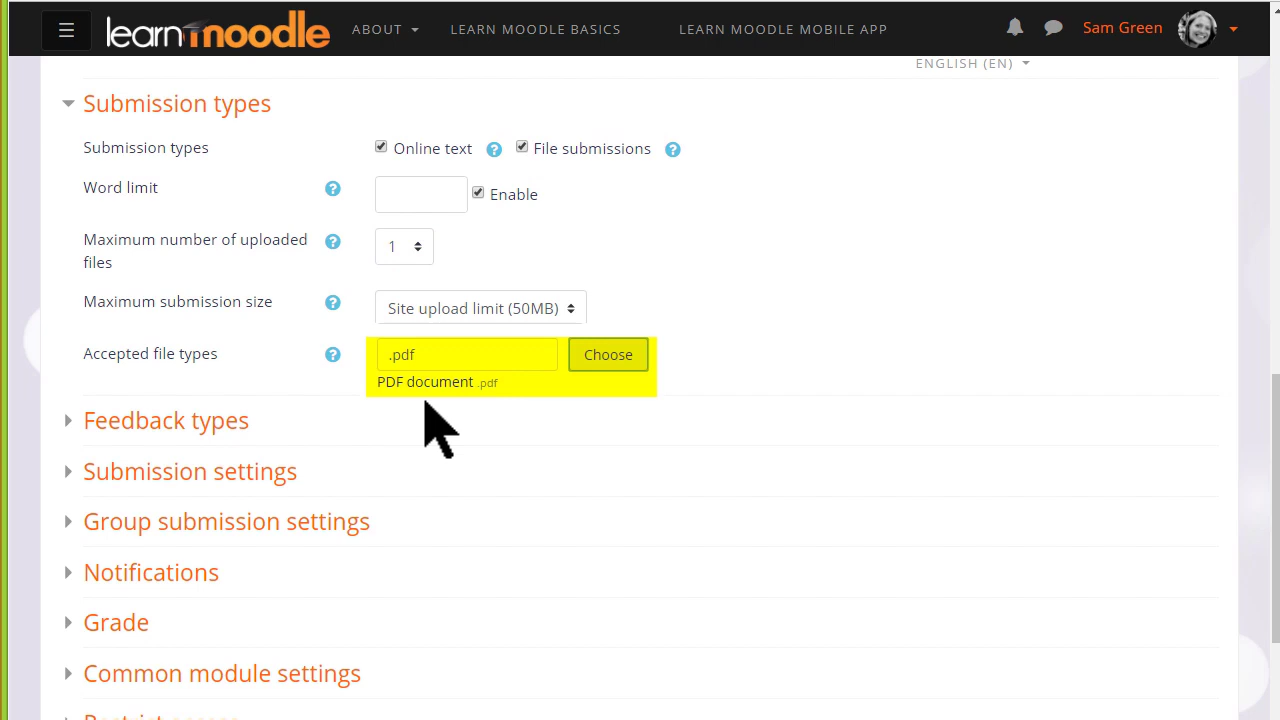 learn moodle ABOUT LEARN MOODLE BASICS LEARN MOODLE MOBILE APP Sam Green
ENGLISH (EN)
Submission types
Submission types Online text File submissions
Word limit Enable
Maximum number of uploaded files 1
Maximum submission size Site upload limit (50MB)
Accepted file types .pdf Choose
PDF document .pdf
Feedback types
Submission settings
Group submission settings
Notifications
Grade
Common module settings